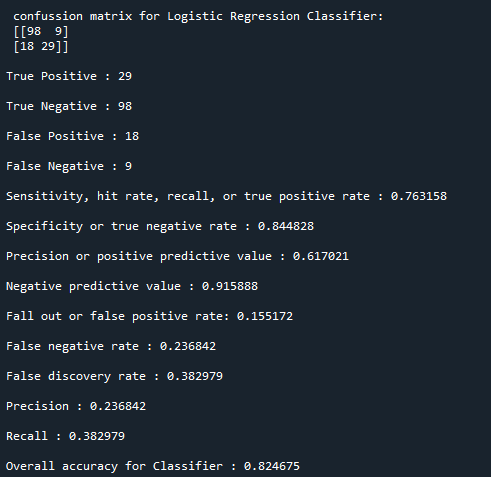 confussion matrix for Logistic Regression Classifier:
[[98  9]
[18 29]]
True Positive : 29
True Negative : 98
False Positive : 18
False Negative : 9
Sensitivity, hit rate, recall, or true positive rate : 0.763158
Specificity or true negative rate : 0.844828
Precision or positive predictive value : 0.617021
Negative predictive value : 0.915888
Fall out or false positive rate: 0.155172
False negative rate : 0.236842
False discovery rate : 0.382979
Precision : 0.236842
Recall : 0.382979
Overall accuracy for Classifier : 0.824675